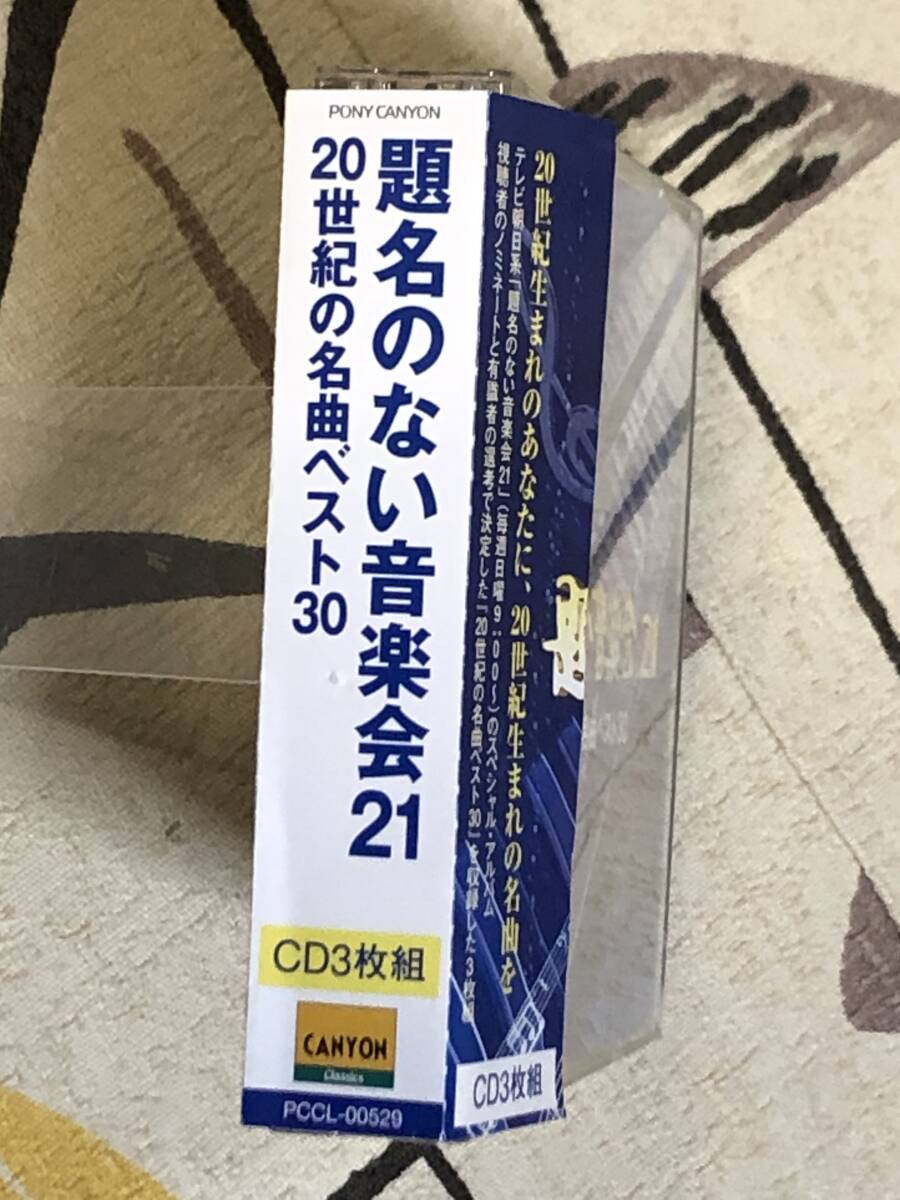 PONY CANYON
題名のない音楽会21
20世紀の名曲ベスト30
CD3枚組
CANYON
Classics
PCCL-00529
20世紀生まれのあなたに、20世紀生まれの名曲を
テレビ朝日系「題名のない音楽会21」(毎週日曜9:00〜)のスペシャル・アルバム
視聴者のノミネートと有識者の選考で決定した「20世紀の名曲ベスト30」を収録した3枚組
CD3枚組